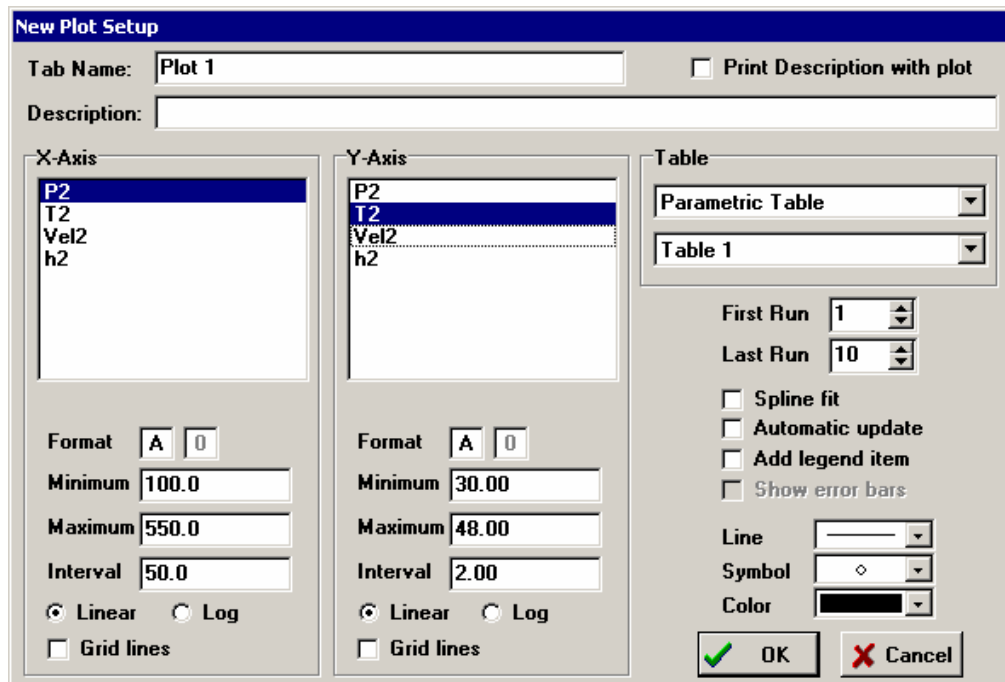 New Plot Setup
Tab Name: Plot 1
Print Description with plot
Description:
X-Axis
P2
T2
Vel2
h2
Format A 0
Minimum 100.0
Maximum 550.0
Interval 50.0
Linear Log
Grid lines
Y-Axis
P2
T2
Vel2
h2
Format A 0
Minimum 30.00
Maximum 48.00
Interval 2.00
Linear Log
Grid lines
Table
Parametric Table
Table 1
First Run 1
Last Run 10
Spline fit
Automatic update
Add legend item
Show error bars
Line
Symbol
Color
OK Cancel